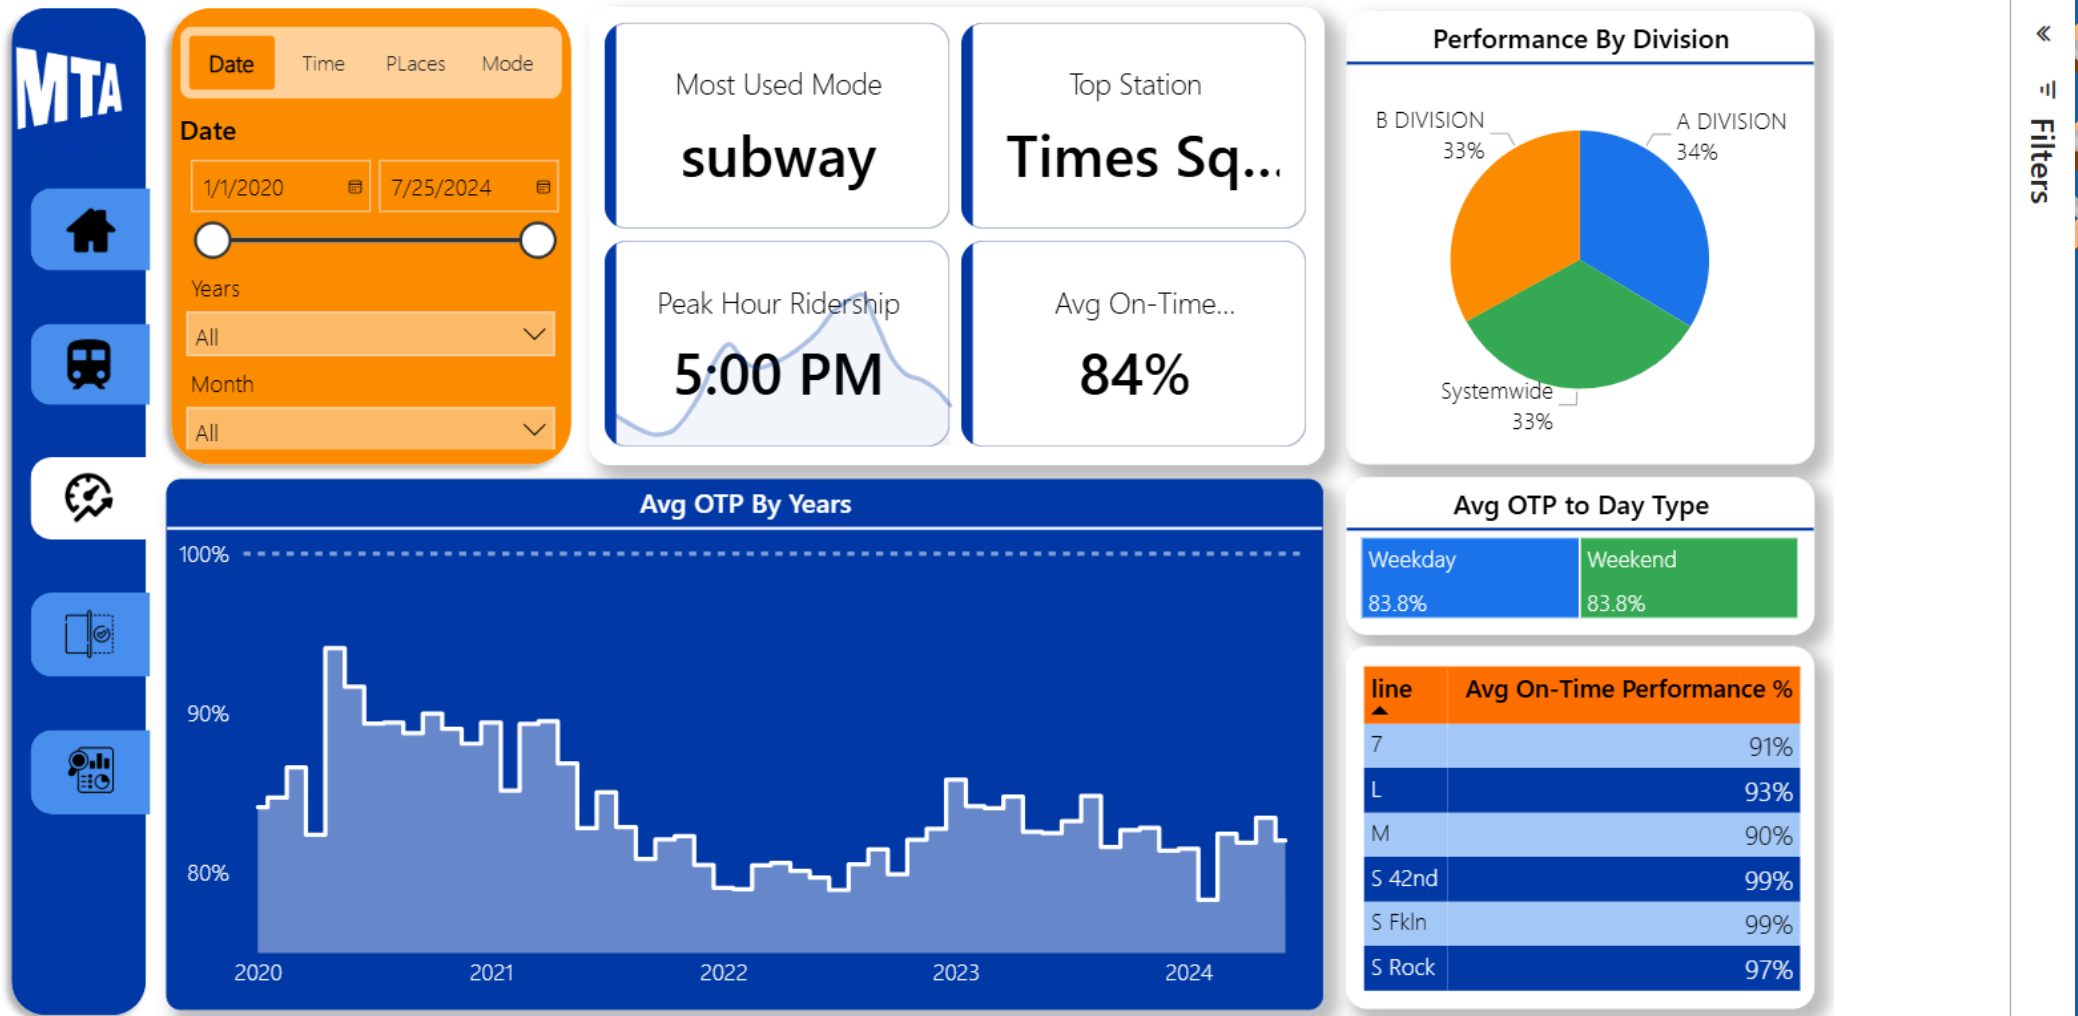 MTA
Date Time PLaces Mode
Date
1/1/2020 7/25/2024
Years
All
Month
All
Most Used Mode
subway
Top Station
Times Sq...
Peak Hour Ridership
5:00 PM
Avg On-Time...
84%
Performance By Division
B DIVISION
33%
A DIVISION
34%
Systemwide
33%
Avg OTP By Years
100%
90%
80%
2020 2021 2022 2023 2024
Avg OTP to Day Type
Weekday
83.8%
Weekend
83.8%
line Avg On-Time Performance %
7 91%
L 93%
M 90%
S 42nd 99%
S Fkln 99%
S Rock 97%
Filters